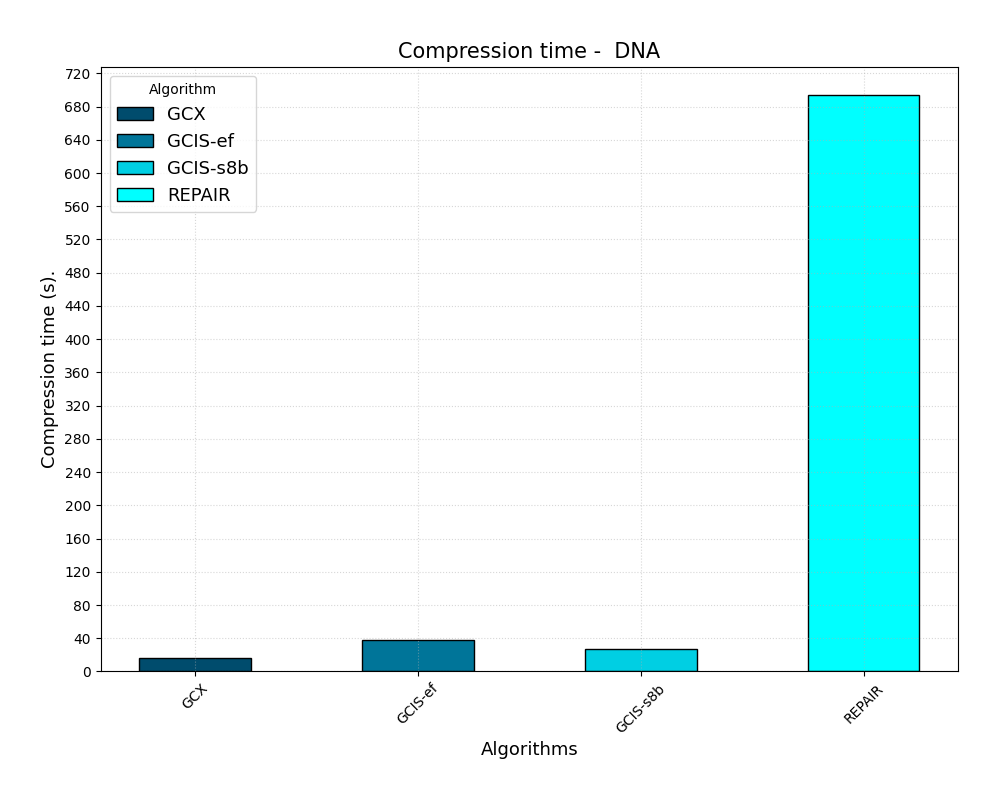 Compression time -  DNA
Algorithm
GCX
GCIS-ef
GCIS-s8b
REPAIR
Compression time (s).
720
680
640
600
560
520
480
440
400
360
320
280
240
200
160
120
80
40
0
GCX
GCIS-ef
GCIS-s8b
REPAIR
Algorithms